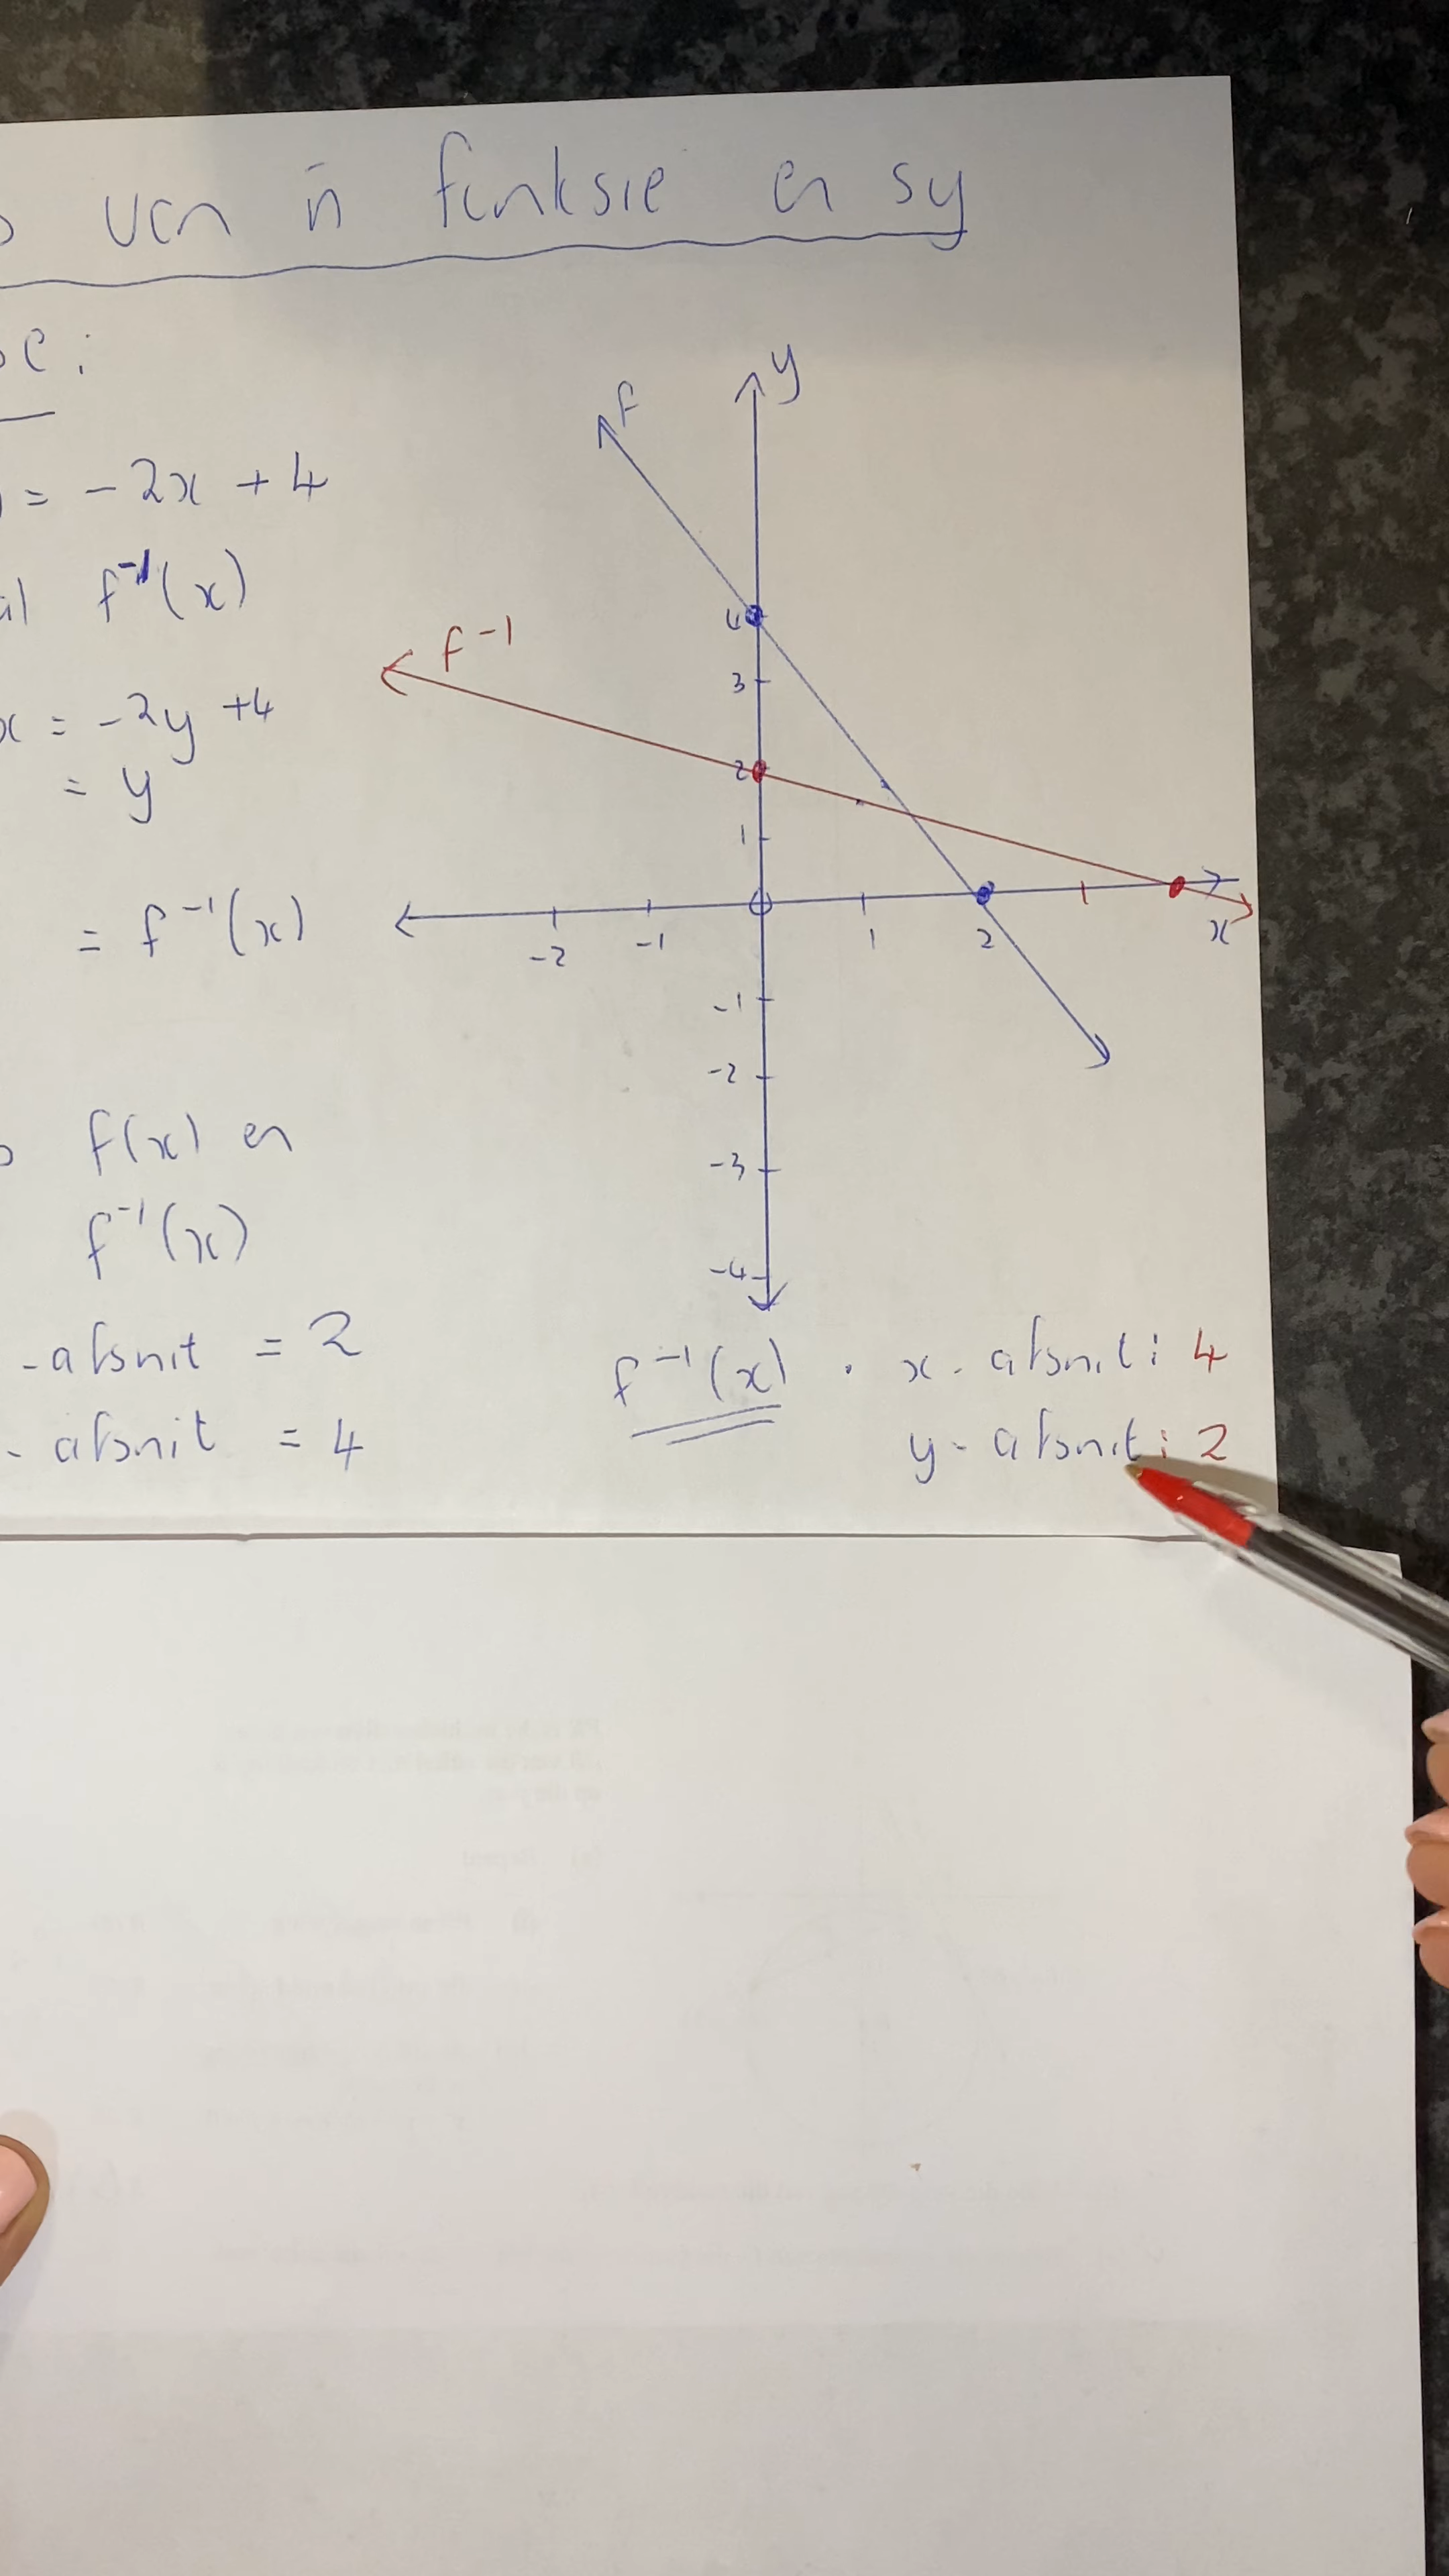 van 'n funksie en sy
= -2x + 4
f⁻¹(x)
x = -2y + 4
= y
= f⁻¹(x)
f(x) en
f⁻¹(x)
-afsnit = 2
- afsnit = 4
y
f
f⁻¹
4
3
2
1
-2 -1 1 2 x
-1
-2
-3
-4
f⁻¹(x) · x-afsnit: 4
y-afsnit: 2